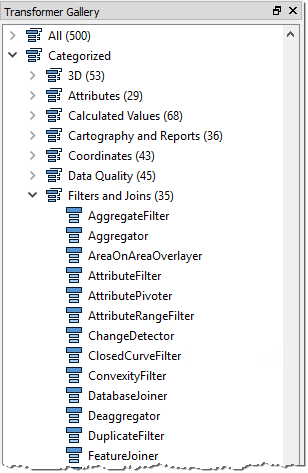 Transformer Gallery
All (500)
Categorized
3D (53)
Attributes (29)
Calculated Values (68)
Cartography and Reports (36)
Coordinates (43)
Data Quality (45)
Filters and Joins (35)
AggregateFilter
Aggregator
AreaOnAreaOverlayer
AttributeFilter
AttributePivoter
AttributeRangeFilter
ChangeDetector
ClosedCurveFilter
ConvexityFilter
DatabaseJoiner
Deaggregator
DuplicateFilter
FeatureJoiner